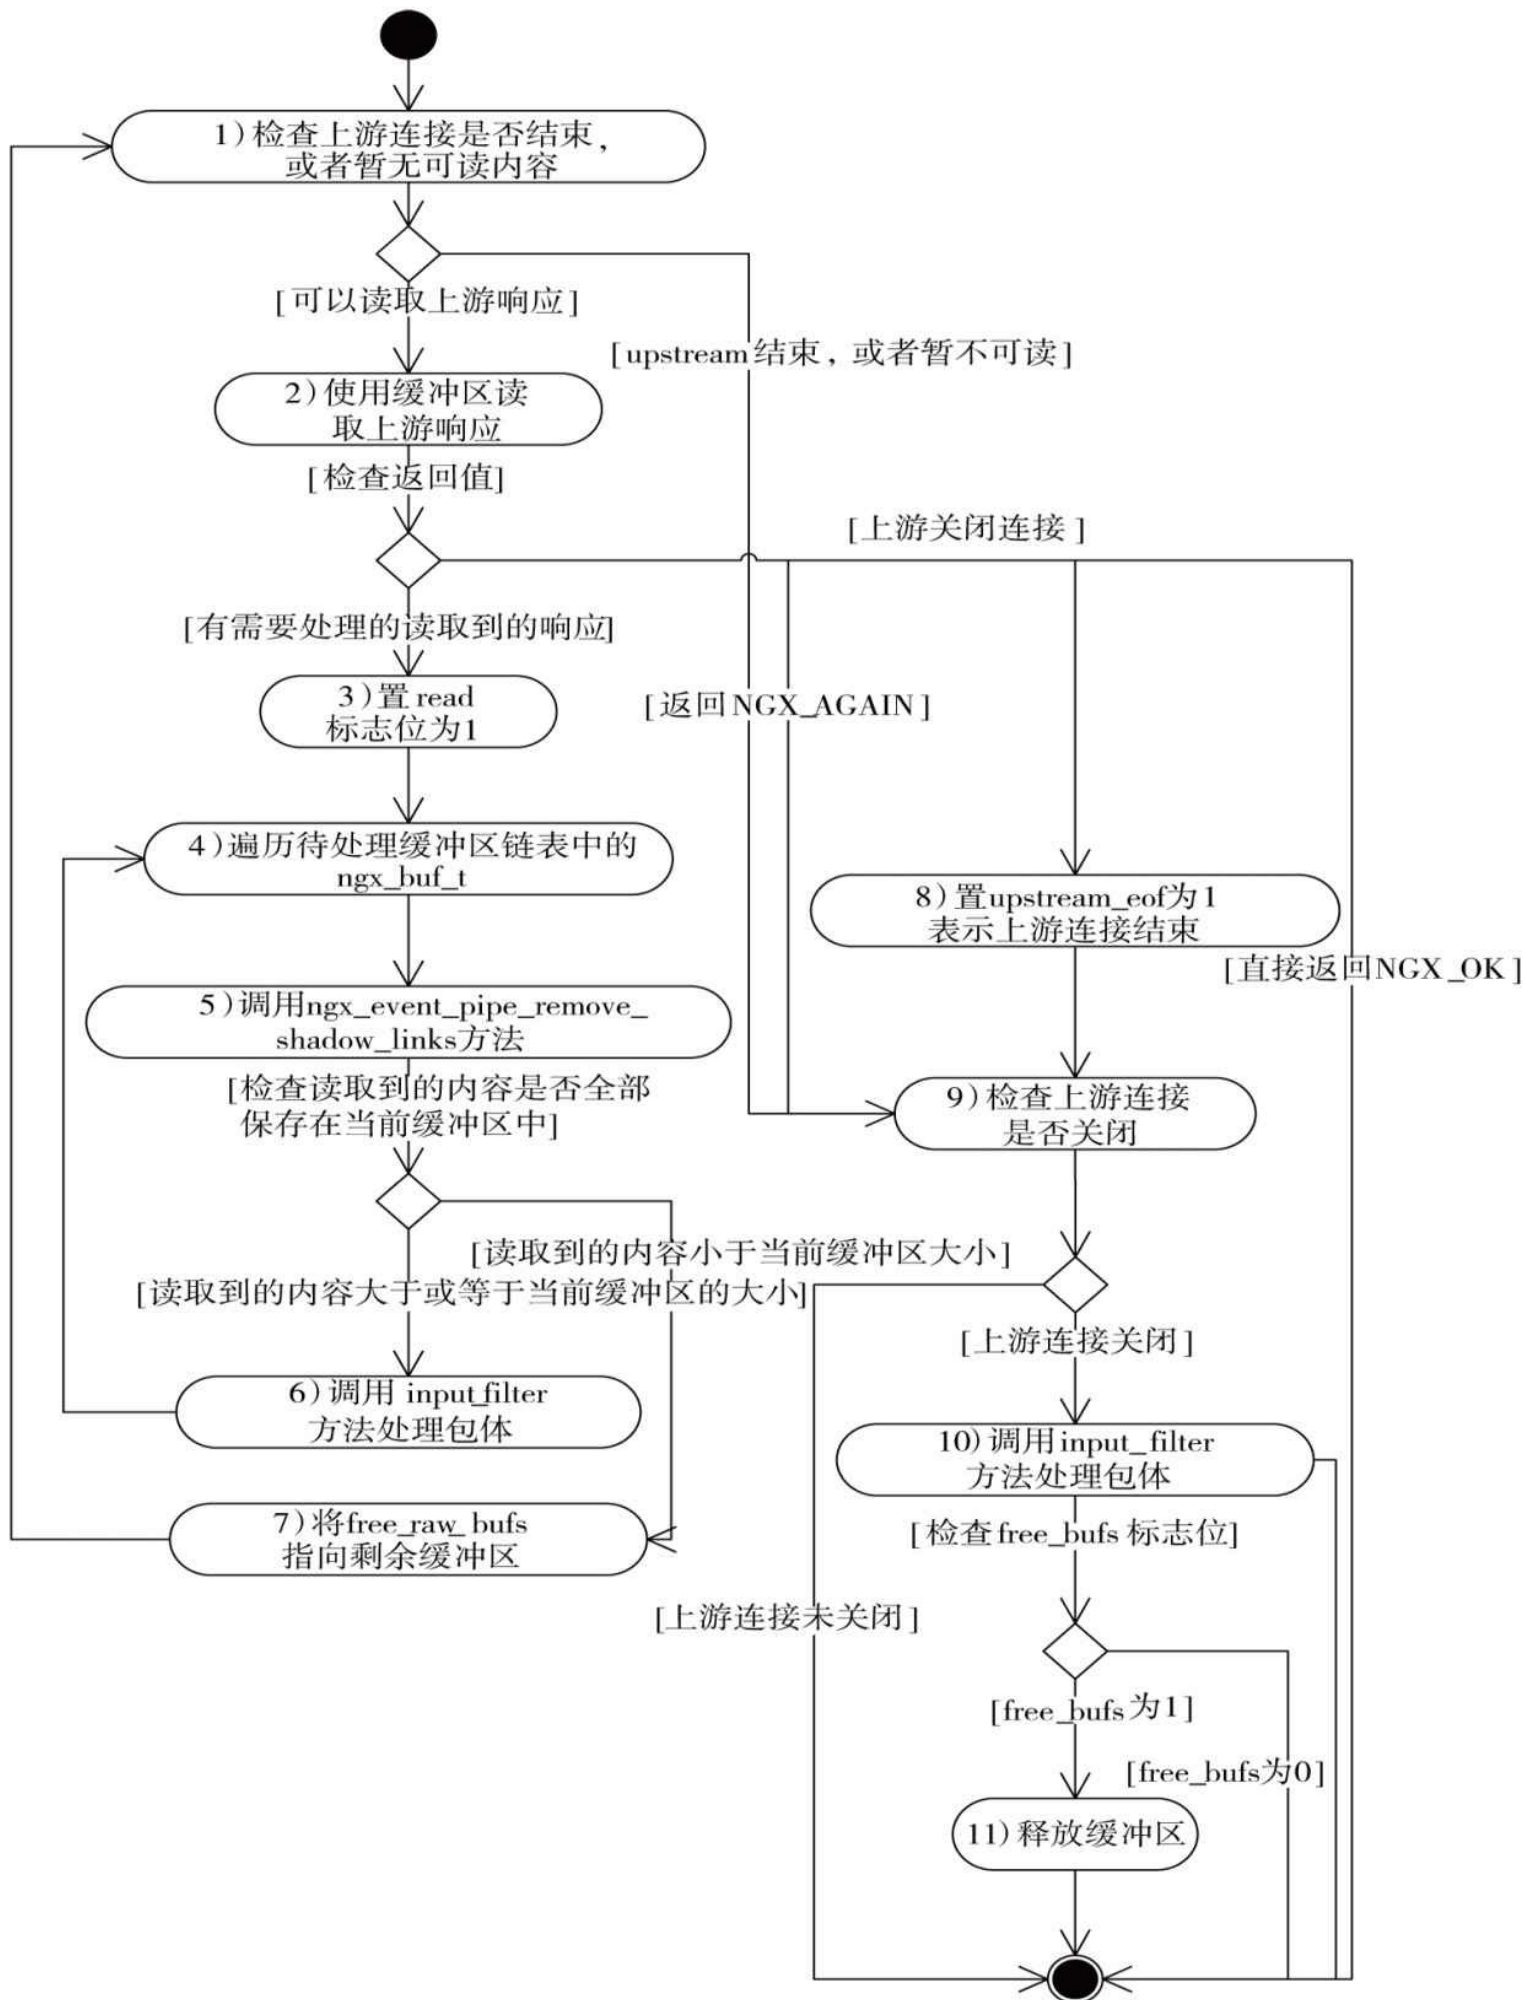 1)检查上游连接是否结束,
或者暂无可读内容
[可以读取上游响应]
[upstream结束, 或者暂不可读]
2)使用缓冲区读
取上游响应
[检查返回值]
[上游关闭连接]
[有需要处理的读取到的响应]
3)置read
标志位为1
[返回NGX_AGAIN]
4)遍历待处理缓冲区链表中的
ngx_buf_t
8)置upstream_eof为1
表示上游连接结束
[直接返回NGX_OK]
5)调用ngx_event_pipe_remove_
shadow_links方法
[检查读取到的内容是否全部
保存在当前缓冲区中]
9)检查上游连接
是否关闭
[读取到的内容小于当前缓冲区大小]
[读取到的内容大于或等于当前缓冲区的大小]
[上游连接关闭]
6)调用 input_filter
方法处理包体
10)调用input_filter
方法处理包体
7)将free_raw_bufs
指向剩余缓冲区
[检查free_bufs标志位]
[上游连接未关闭]
[free_bufs为1]
[free_bufs为0]
11)释放缓冲区